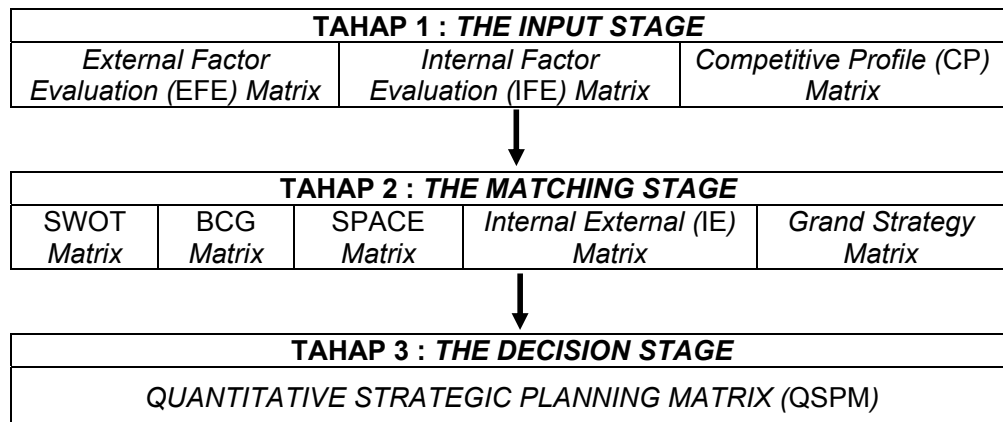 TAHAP 1 : THE INPUT STAGE
External Factor
Evaluation (EFE) Matrix
Internal Factor
Evaluation (IFE) Matrix
Competitive Profile (CP)
Matrix
TAHAP 2 : THE MATCHING STAGE
SWOT
Matrix
BCG
Matrix
SPACE
Matrix
Internal External (IE)
Matrix
Grand Strategy
Matrix
TAHAP 3 : THE DECISION STAGE
QUANTITATIVE STRATEGIC PLANNING MATRIX (QSPM)